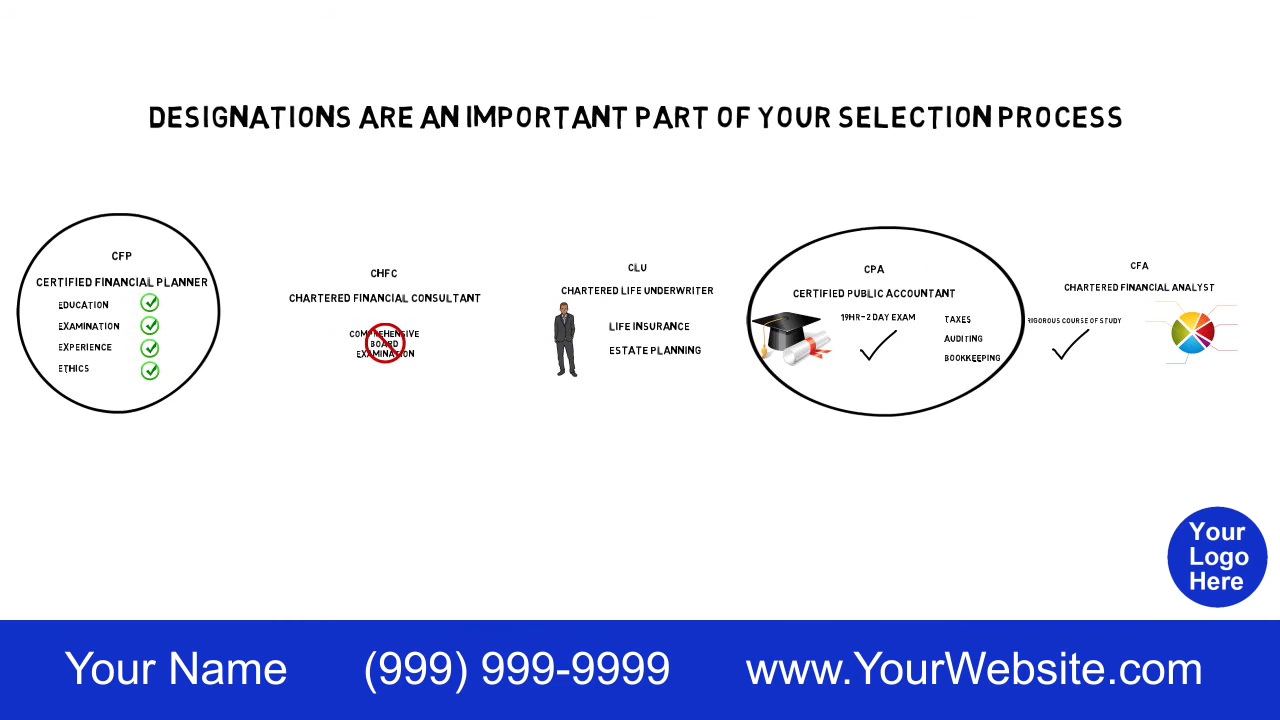 DESIGNATIONS ARE AN IMPORTANT PART OF YOUR SELECTION PROCESS
CFP
CERTIFIED FINANCIAL PLANNER
EDUCATION
EXAMINATION
EXPERIENCE
ETHICS
CHFC
CHARTERED FINANCIAL CONSULTANT
COMPREHENSIVE
BOARD
EXAMINATION
CLU
CHARTERED LIFE UNDERWRITER
LIFE INSURANCE
ESTATE PLANNING
CPA
CERTIFIED PUBLIC ACCOUNTANT
19HR-2 DAY EXAM
TAXES
AUDITING
BOOKKEEPING
CFA
CHARTERED FINANCIAL ANALYST
RIGOROUS COURSE OF STUDY
Your
Logo
Here
Your Name (999) 999-9999 www.YourWebsite.com